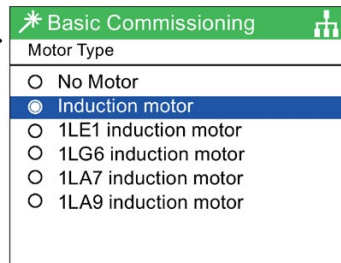 Basic Commissioning
Motor Type
No Motor
Induction motor
1LE1 induction motor
1LG6 induction motor
1LA7 induction motor
1LA9 induction motor